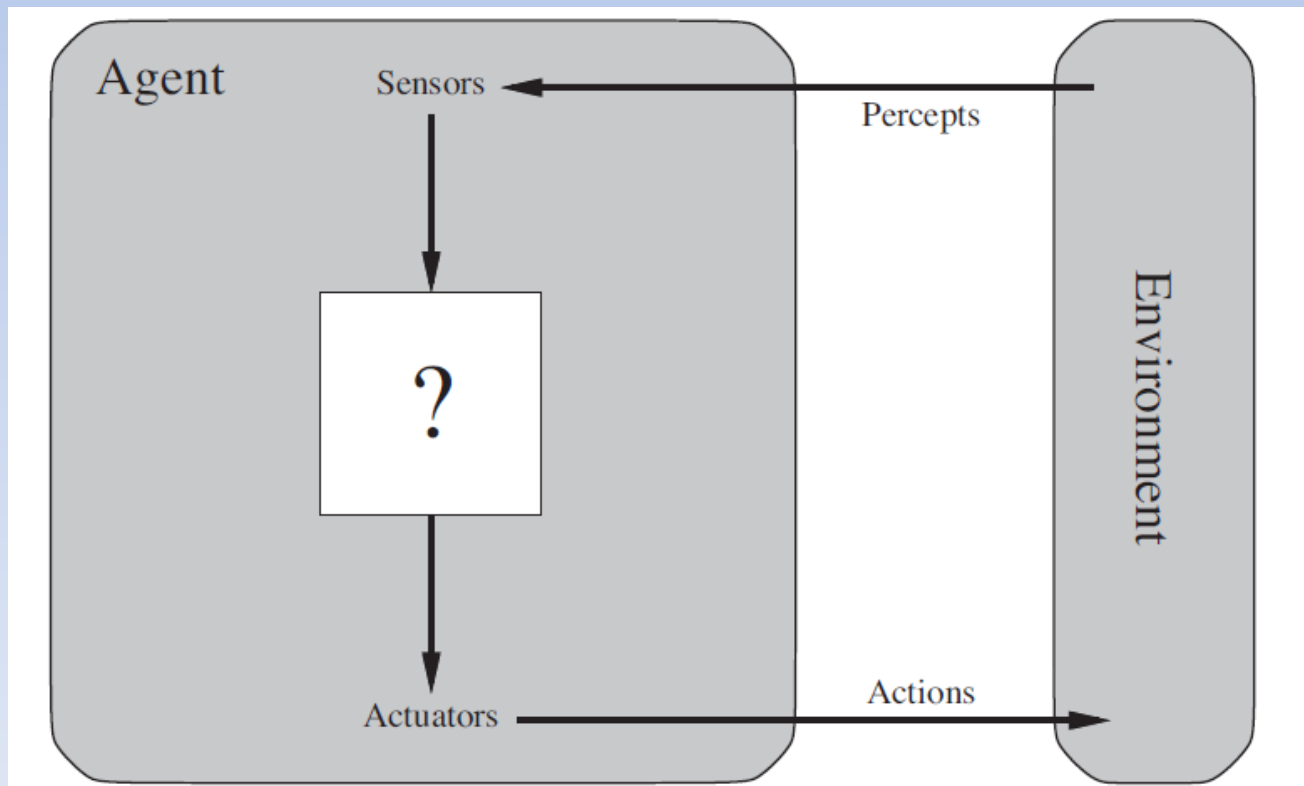 Agent
Sensors
Percepts
?
Environment
Actions
Actuators